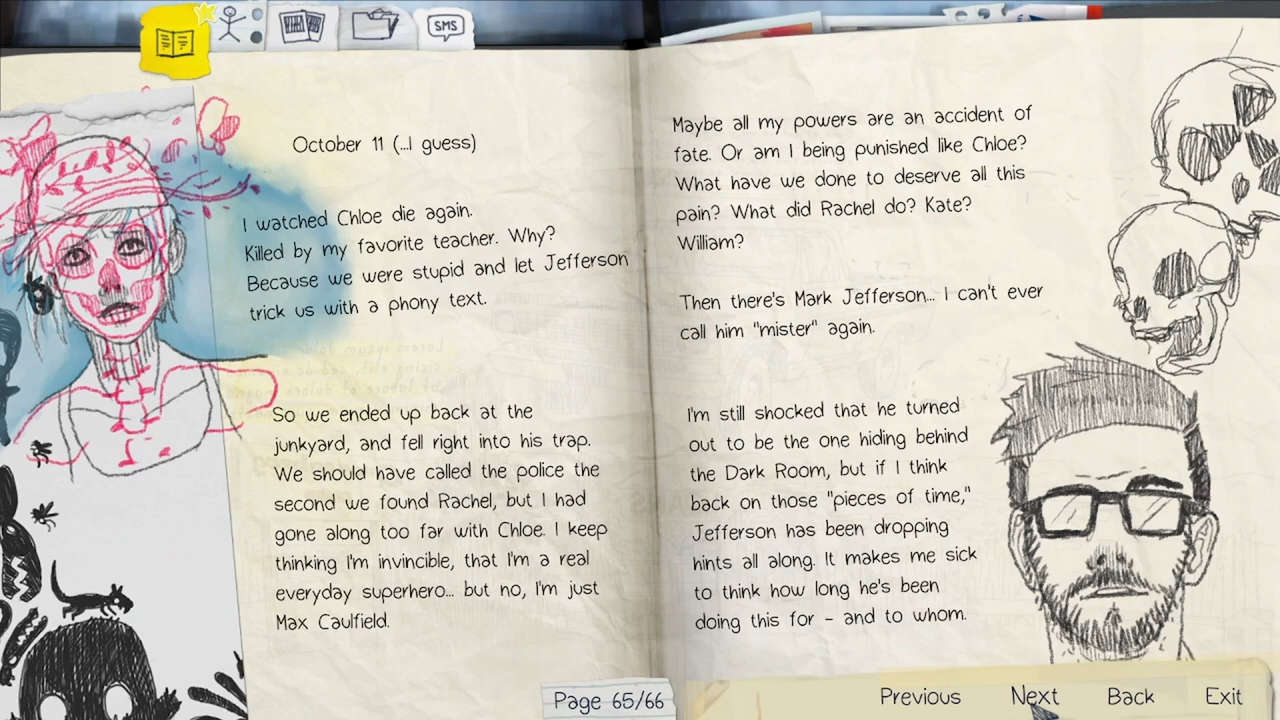 SMS
October 11 (...I guess)
I watched Chloe die again.
Killed by my favorite teacher. Why?
Because we were stupid and let Jefferson
trick us with a phony text.
So we ended up back at the
junkyard, and fell right into his trap.
We should have called the police the
second we found Rachel, but I had
gone along too far with Chloe. I keep
thinking I'm invincible, that I'm a real
everyday superhero... but no, I'm just
Max Caulfield.
Maybe all my powers are an accident of
fate. Or am I being punished like Chloe?
What have we done to deserve all this
pain? What did Rachel do? Kate?
William?
Then there's Mark Jefferson... I can't ever
call him "mister" again.
I'm still shocked that he turned
out to be the one hiding behind
the Dark Room, but if I think
back on those "pieces of time,"
Jefferson has been dropping
hints all along. It makes me sick
to think how long he's been
doing this for - and to whom.
Page 65/66
Previous Next Back Exit